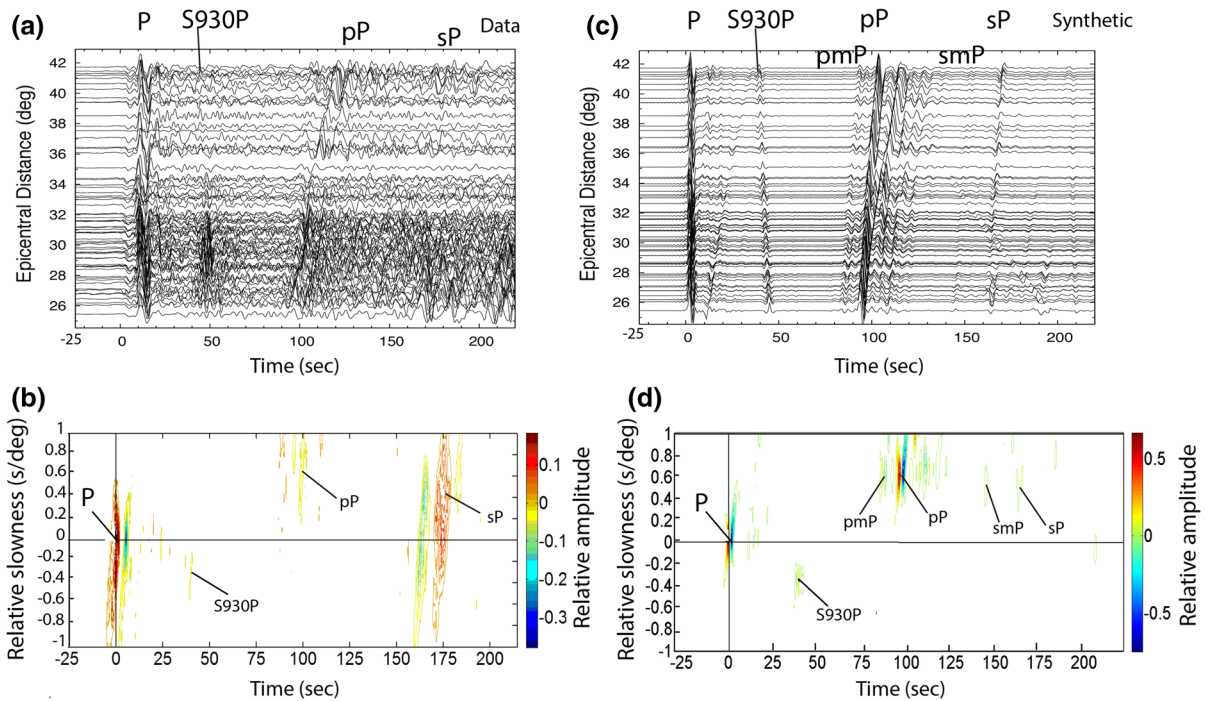 (a)
P
S930P
pP
sP
Data
42
40
38
36
34
32
30
28
26
Epicentral Distance (deg)
-25
0
50
100
150
200
Time (sec)
(c)
P
S930P
pP
sP
Synthetic
pmP
smP
42
40
38
36
34
32
30
28
26
Epicentral Distance (deg)
-25
0
50
100
150
200
Time (sec)
(b)
1
0.8
0.6
0.4
0.2
0
-0.2
-0.4
-0.6
-0.8
-1
Relative slowness (s/deg)
P
S930P
pP
sP
-25
0
25
50
75
100
125
150
175
200
Time (sec)
0.1
0
-0.1
-0.2
-0.3
Relative amplitude
(d)
1
0.8
0.6
0.4
0.2
0
-0.2
-0.4
-0.6
-0.8
-1
Relative slowness (s/deg)
P
S930P
pmP
pP
smP
sP
-25
0
25
50
75
100
125
150
175
200
Time (sec)
0.5
0
-0.5
Relative amplitude